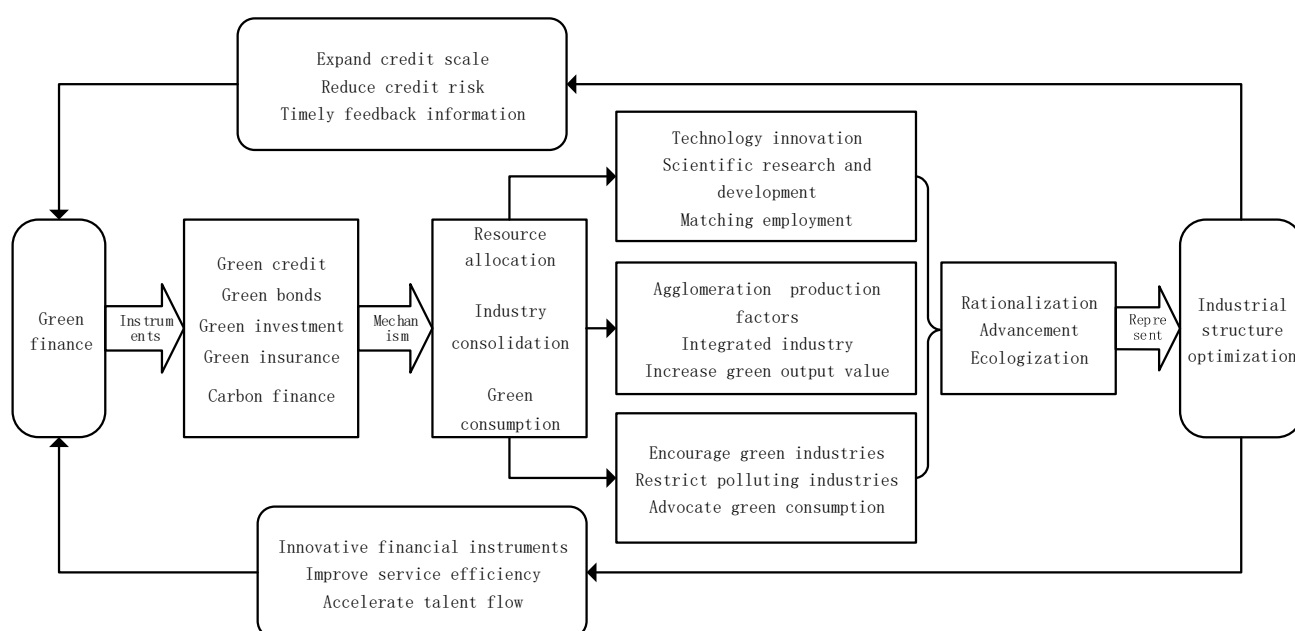 Expand credit scale
Reduce credit risk
Timely feedback information
Technology innovation
Scientific research and
development
Matching employment
Green
finance
Instrum
ents
Green credit
Green bonds
Green investment
Green insurance
Carbon finance
Mechan
ism
Resource
allocation
Industry
consolidation
Green
consumption
Agglomeration production
factors
Integrated industry
Increase green output value
Encourage green industries
Restrict polluting industries
Advocate green consumption
Rationalization
Advancement
Ecologization
Repre
sent
Industrial
structure
optimization
Innovative financial instruments
Improve service efficiency
Accelerate talent flow